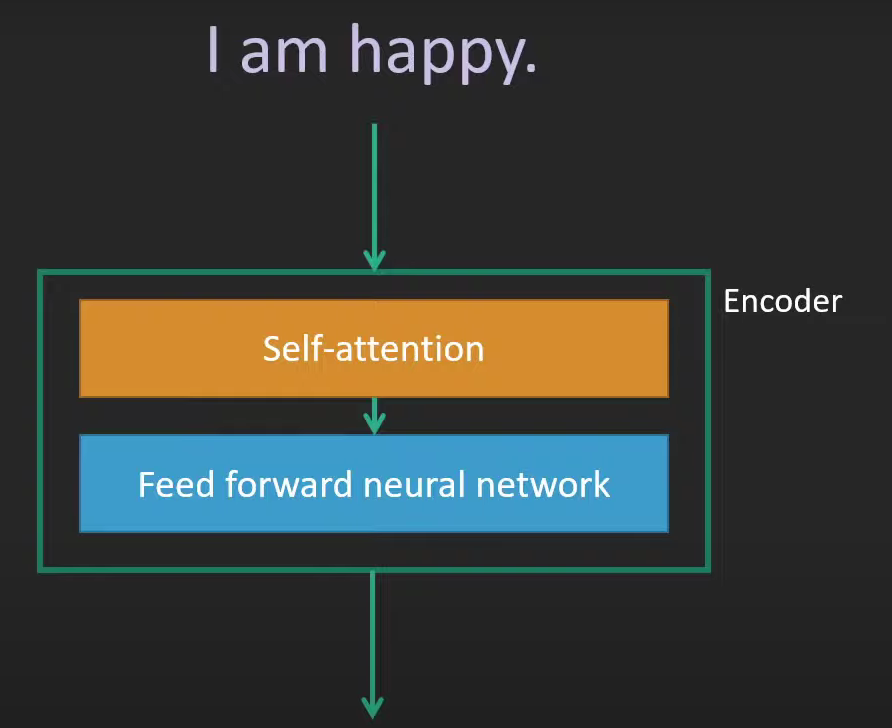 I am happy.
Encoder
Self-attention
Feed forward neural network